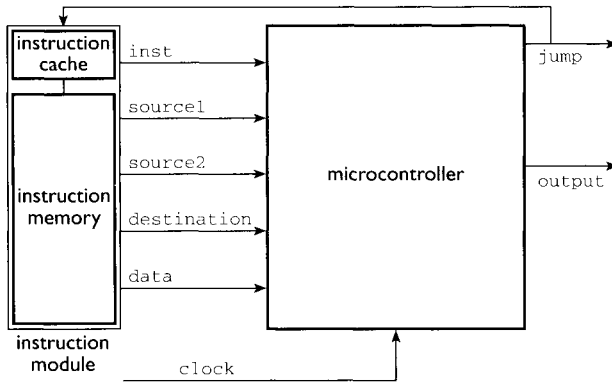 instruction
cache
inst
jump
source1
source2
microcontroller
output
instruction
memory
destination
data
instruction
module
clock